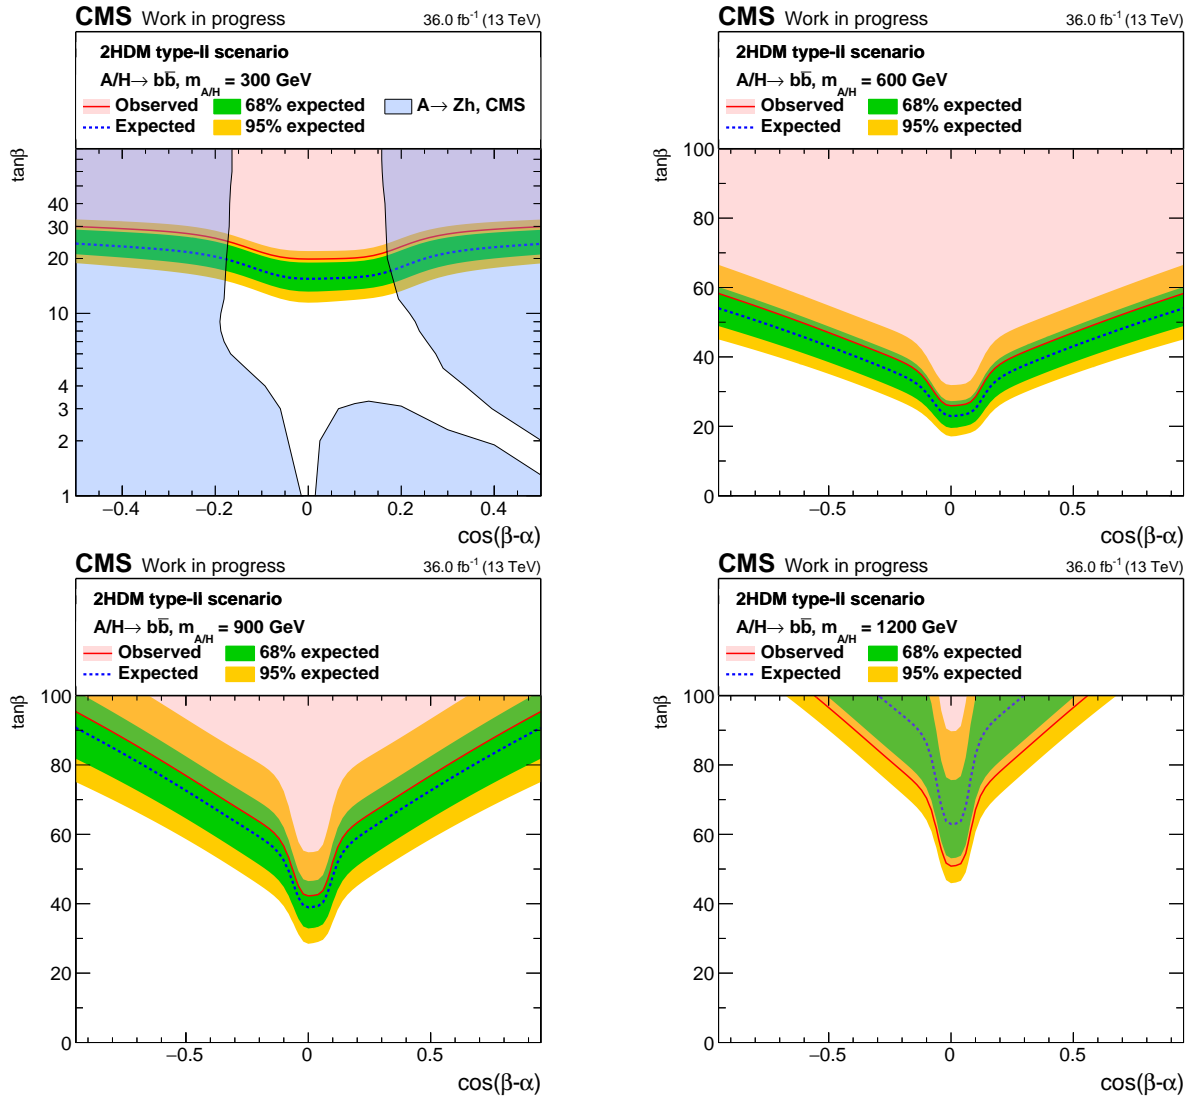 CMS Work in progress 36.0 fb-1 (13 TeV)
2HDM type-II scenario
A/H→ bb̅, mA/H = 300 GeV
Observed 68% expected A→ Zh, CMS
Expected 95% expected
tanβ
40
30
20
10
4
3
2
1
−0.4 −0.2 0 0.2 0.4
cos(β-α)
CMS Work in progress 36.0 fb-1 (13 TeV)
2HDM type-II scenario
A/H→ bb̅, mA/H = 600 GeV
Observed 68% expected
Expected 95% expected
tanβ
100
80
60
40
20
0
−0.5 0 0.5
cos(β-α)
CMS Work in progress 36.0 fb-1 (13 TeV)
2HDM type-II scenario
A/H→ bb̅, mA/H = 900 GeV
Observed 68% expected
Expected 95% expected
tanβ
100
80
60
40
20
0
−0.5 0 0.5
cos(β-α)
CMS Work in progress 36.0 fb-1 (13 TeV)
2HDM type-II scenario
A/H→ bb̅, mA/H = 1200 GeV
Observed 68% expected
Expected 95% expected
tanβ
100
80
60
40
20
0
−0.5 0 0.5
cos(β-α)